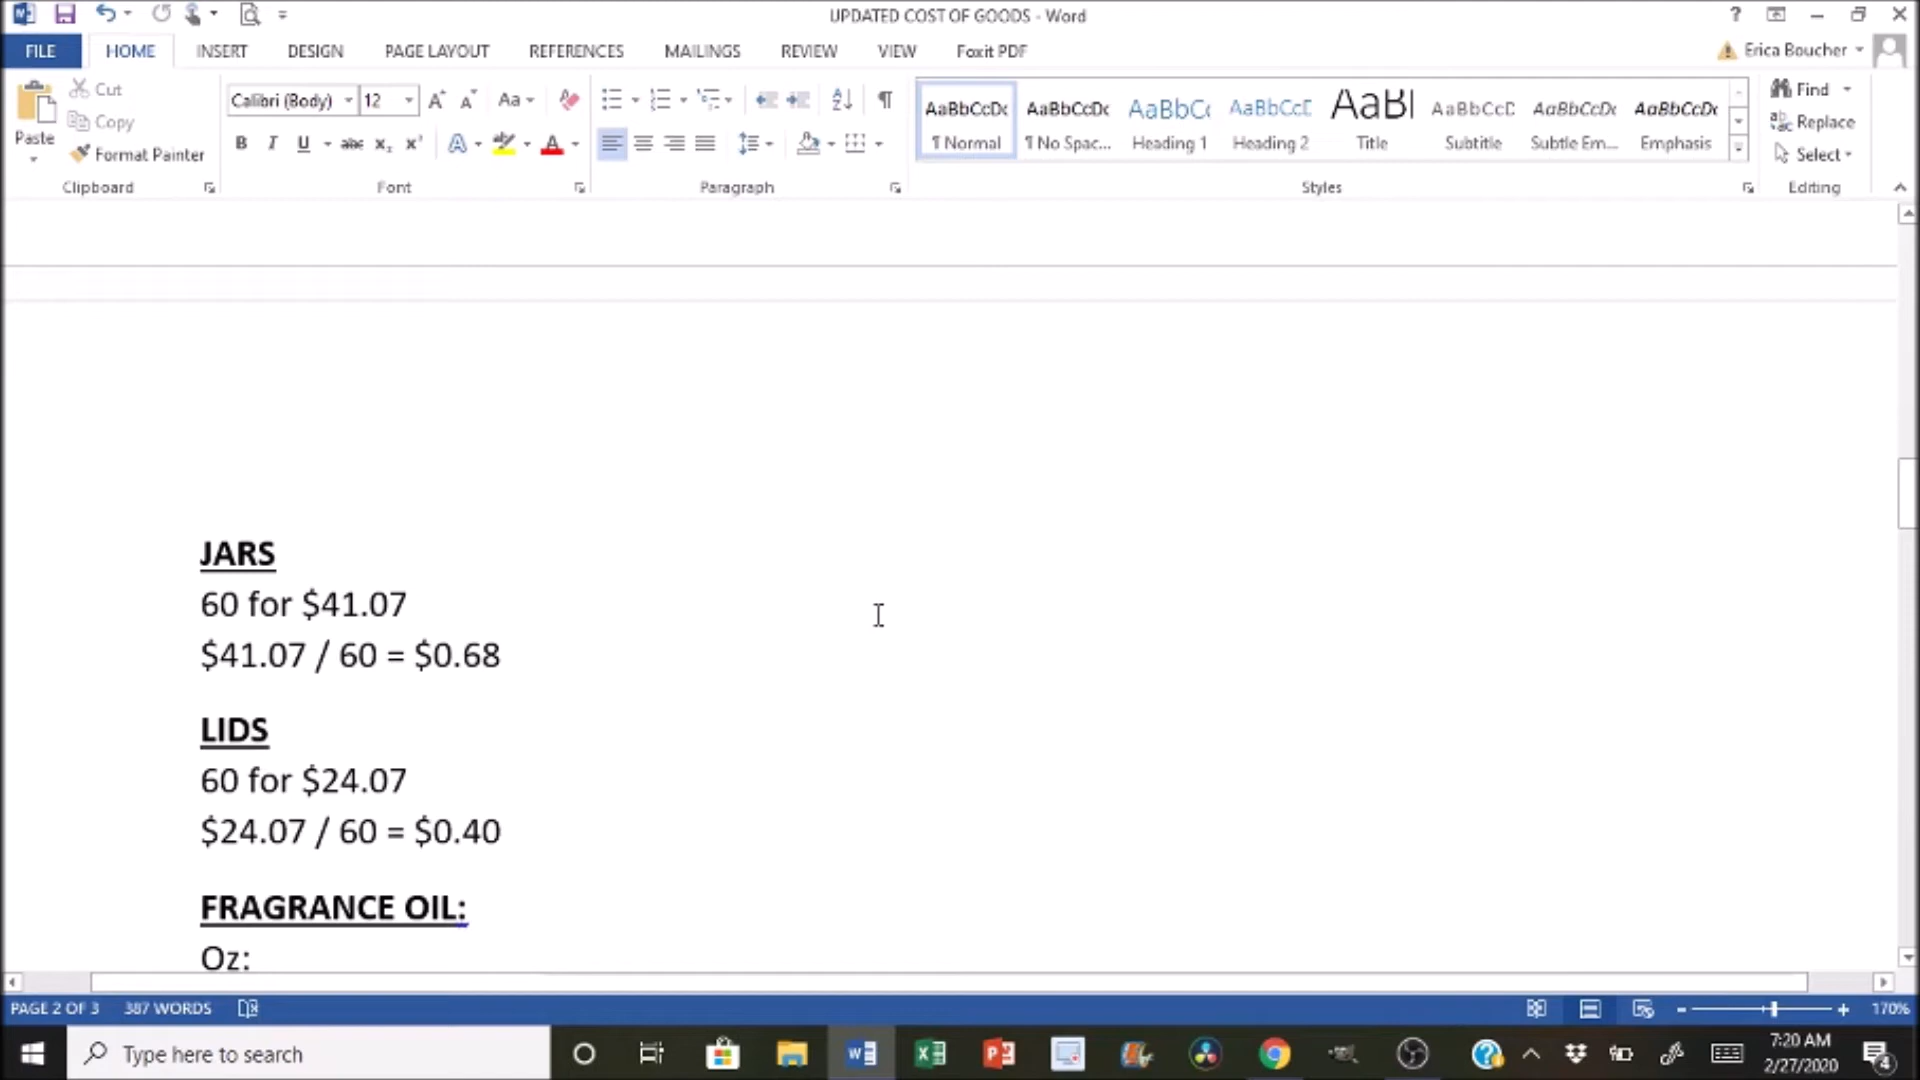 UPDATED COST OF GOODS - Word
FILE HOME INSERT DESIGN PAGE LAYOUT REFERENCES MAILINGS REVIEW VIEW Foxit PDF Erica Boucher
Paste Cut Copy Format Painter Clipboard
Calibri (Body) 12 Font
Paragraph
AaBbCcDc AaBbCcDc AaBbC( AaBbCcD AaBl AaBbCcD AaBbCcDc AaBbCcDc
¶ Normal ¶ No Spac... Heading 1 Heading 2 Title Subtitle Subtle Em... Emphasis
Styles
Find
Replace
Select
Editing
JARS
60 for $41.07
$41.07 / 60 = $0.68
LIDS
60 for $24.07
$24.07 / 60 = $0.40
FRAGRANCE OIL:
Oz:
PAGE 2 OF 3 387 WORDS 170%
Type here to search
7:20 AM
2/27/2020